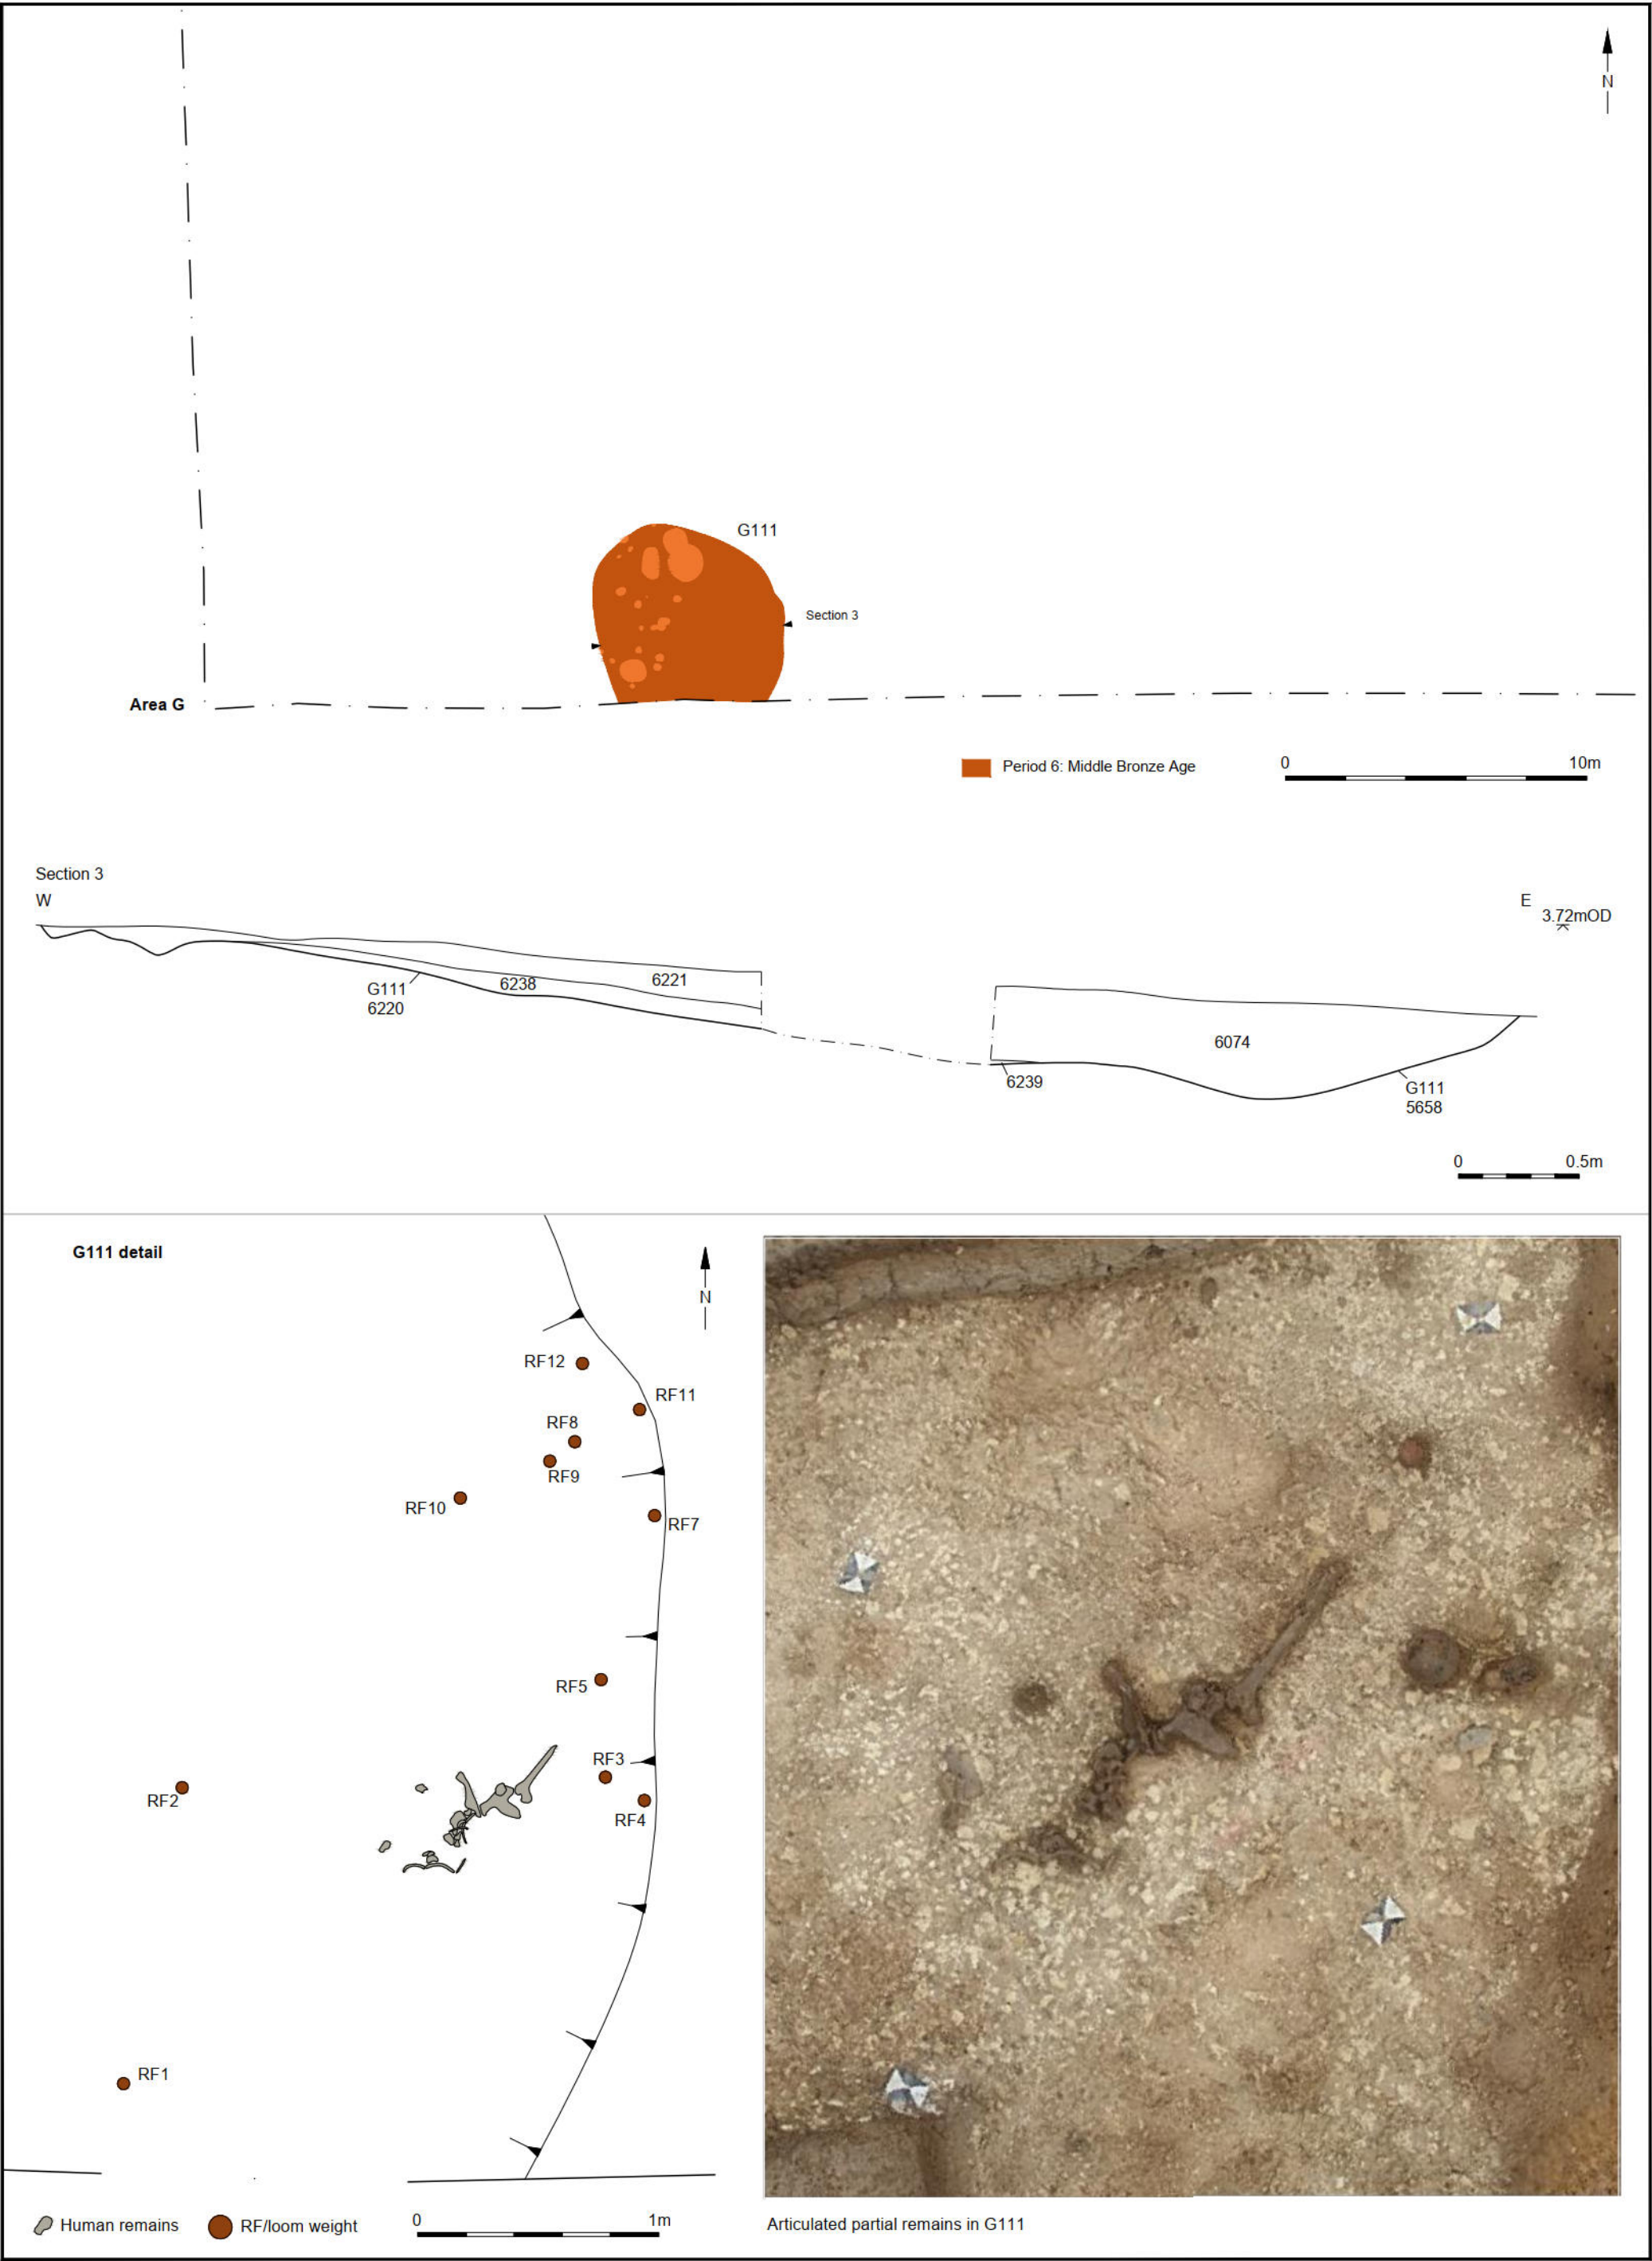 N
G111
Section 3
Area G
Period 6: Middle Bronze Age
0 10m
Section 3
W
E
3.72mOD
6221
6238
G111
6220
6074
6239
G111
5658
0 0.5m
G111 detail
N
RF12
RF11
RF8
RF9
RF10
RF7
RF5
RF3
RF2
RF4
RF1
Human remains
RF/loom weight
0 1m
Articulated partial remains in G111